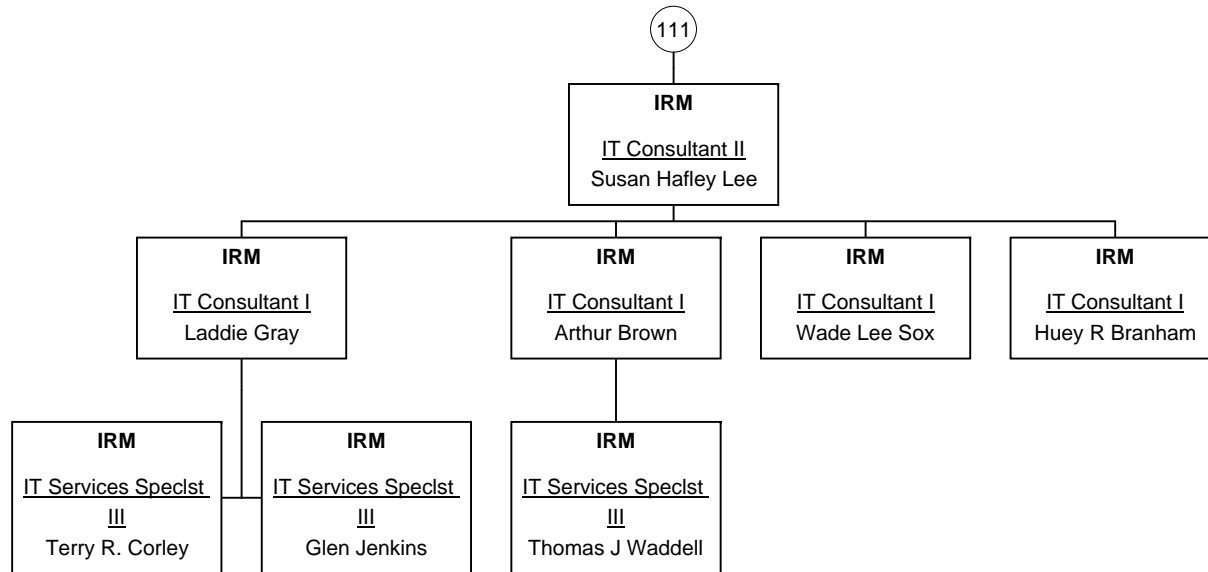 111
IRM
IT Consultant II
Susan Hafley Lee
IRM
IT Consultant I
Laddie Gray
IRM
IT Consultant I
Arthur Brown
IRM
IT Consultant I
Wade Lee Sox
IRM
IT Consultant I
Huey R Branham
IRM
IT Services Speclst
III
Terry R. Corley
IRM
IT Services Speclst
III
Glen Jenkins
IRM
IT Services Speclst
III
Thomas J Waddell